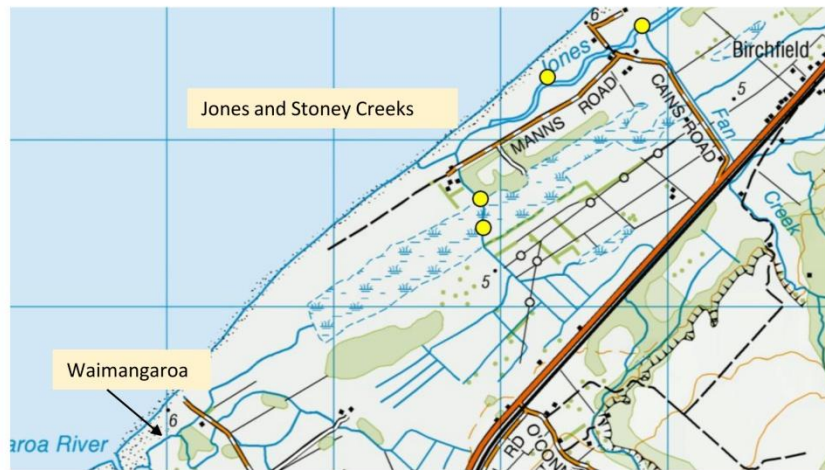 6
Jones
Birchfield
Jones and Stoney Creeks
MANNS ROAD
CAINS ROAD
5
Fan
Creek
5
Waimangaroa
6
aroa River
RD O'CONN